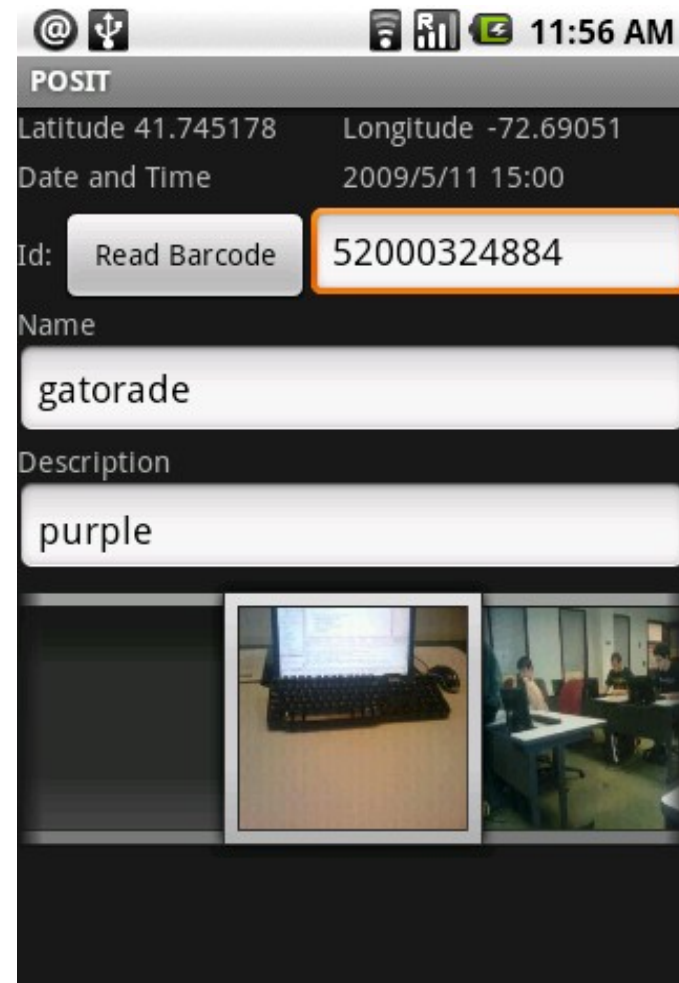 @ R 11:56 AM
POSIT
Latitude 41.745178 Longitude -72.69051
Date and Time 2009/5/11 15:00
Id: Read Barcode 52000324884
Name
gatorade
Description
purple